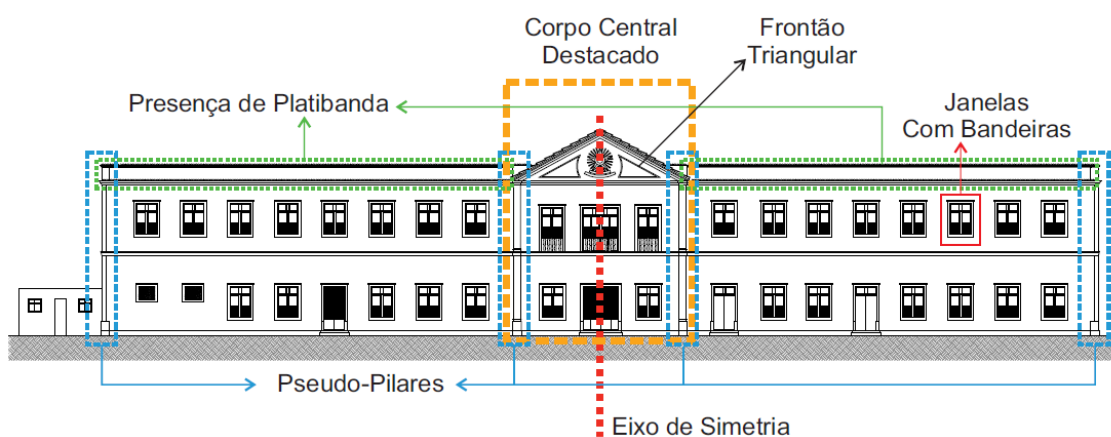 Corpo Central
Destacado
Frontão
Triangular
Presença de Platibanda
Janelas
Com Bandeiras
Pseudo-Pilares
Eixo de Simetria